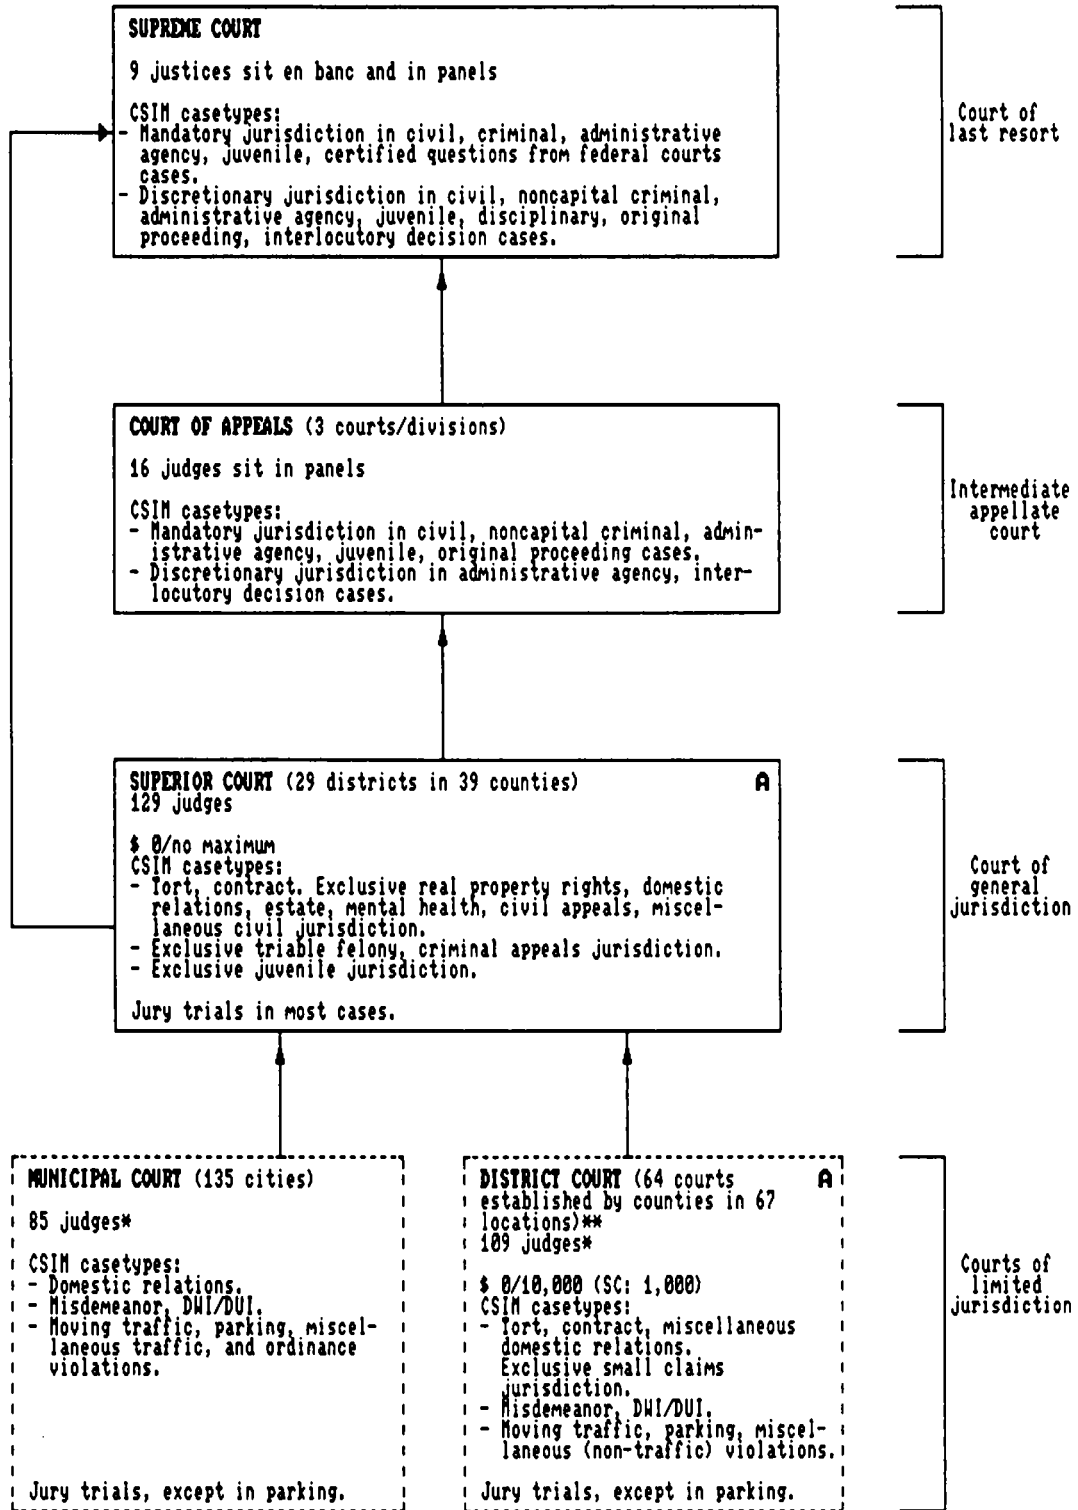 SUPREME COURT
9 justices sit en banc and in panels
CSIM casetypes:
- Mandatory jurisdiction in civil, criminal, administrative
agency, juvenile, certified questions from federal courts
cases.
- Discretionary jurisdiction in civil, noncapital criminal,
administrative agency, juvenile, disciplinary, original
proceeding, interlocutory decision cases.
Court of
last resort
COURT OF APPEALS (3 courts/divisions)
16 judges sit in panels
CSIM casetypes:
- Mandatory jurisdiction in civil, noncapital criminal, admin-
istrative agency, juvenile, original proceeding cases.
- Discretionary jurisdiction in administrative agency, inter-
locutory decision cases.
Intermediate
appellate
court
SUPERIOR COURT (29 districts in 39 counties) A
129 judges
$ 0/no maximum
CSIM casetypes:
- Tort, contract. Exclusive real property rights, domestic
relations, estate, mental health, civil appeals, miscel-
laneous civil jurisdiction.
- Exclusive triable felony, criminal appeals jurisdiction.
- Exclusive juvenile jurisdiction.
Jury trials in most cases.
Court of
general
jurisdiction
MUNICIPAL COURT (135 cities)
85 judges*
CSIM casetypes:
- Domestic relations.
- Misdemeanor, DWI/DUI.
- Moving traffic, parking, miscel-
laneous traffic, and ordinance
violations.
Jury trials, except in parking.
DISTRICT COURT (64 courts A
established by counties in 67
locations)**
109 judges*
$ 0/10,000 (SC: 1,000)
CSIM casetypes:
- Tort, contract, miscellaneous
domestic relations.
Exclusive small claims
jurisdiction.
- Misdemeanor, DWI/DUI.
- Moving traffic, parking, miscel-
laneous (non-traffic) violations.
Jury trials, except in parking.
Courts of
limited
jurisdiction